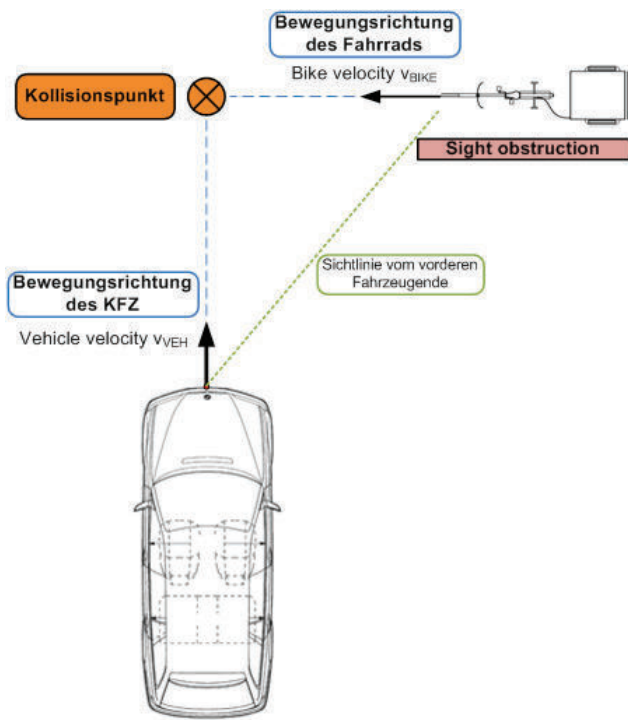 Bewegungsrichtung
des Fahrrads
Bike velocity vBIKE
Kollisionspunkt
Sight obstruction
Sichtlinie vom vorderen
Fahrzeugende
Bewegungsrichtung
des KFZ
Vehicle velocity vVEH